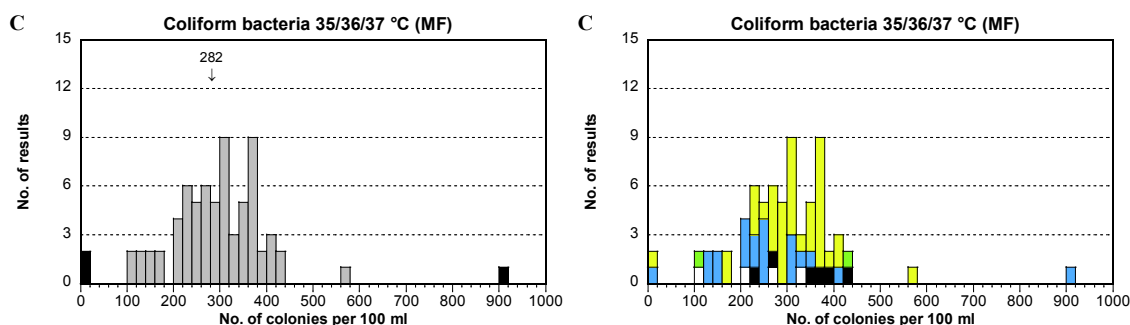 C
Coliform bacteria 35/36/37 °C (MF)
No. of results
15
12
9
6
3
0
282
↓
0 100 200 300 400 500 600 700 800 900 1000
No. of colonies per 100 ml
Coliform bacteria 35/36/37 °C (MF)
No. of results
15
12
9
6
3
0
0 100 200 300 400 500 600 700 800 900 1000
No. of colonies per 100 ml
C